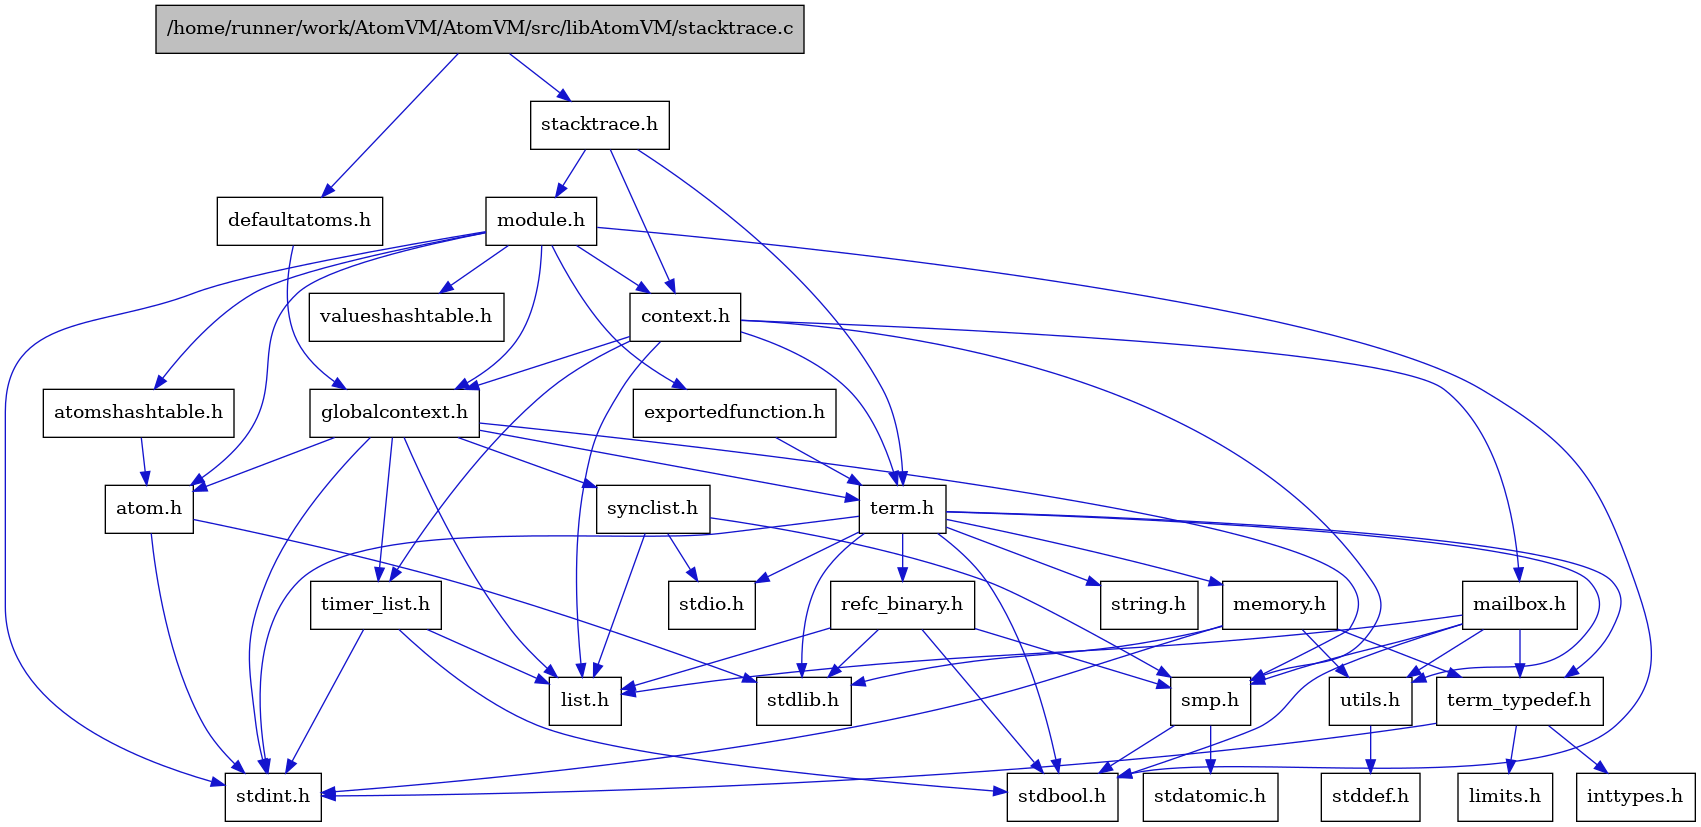 /home/runner/work/AtomVM/AtomVM/src/libAtomVM/stacktrace.c
stacktrace.h
defaultatoms.h
module.h
valueshashtable.h
context.h
atomshashtable.h
globalcontext.h
exportedfunction.h
atom.h
synclist.h
term.h
timer_list.h
stdio.h
refc_binary.h
string.h
memory.h
mailbox.h
list.h
stdlib.h
smp.h
utils.h
term_typedef.h
stdint.h
stdbool.h
stdatomic.h
stddef.h
limits.h
inttypes.h